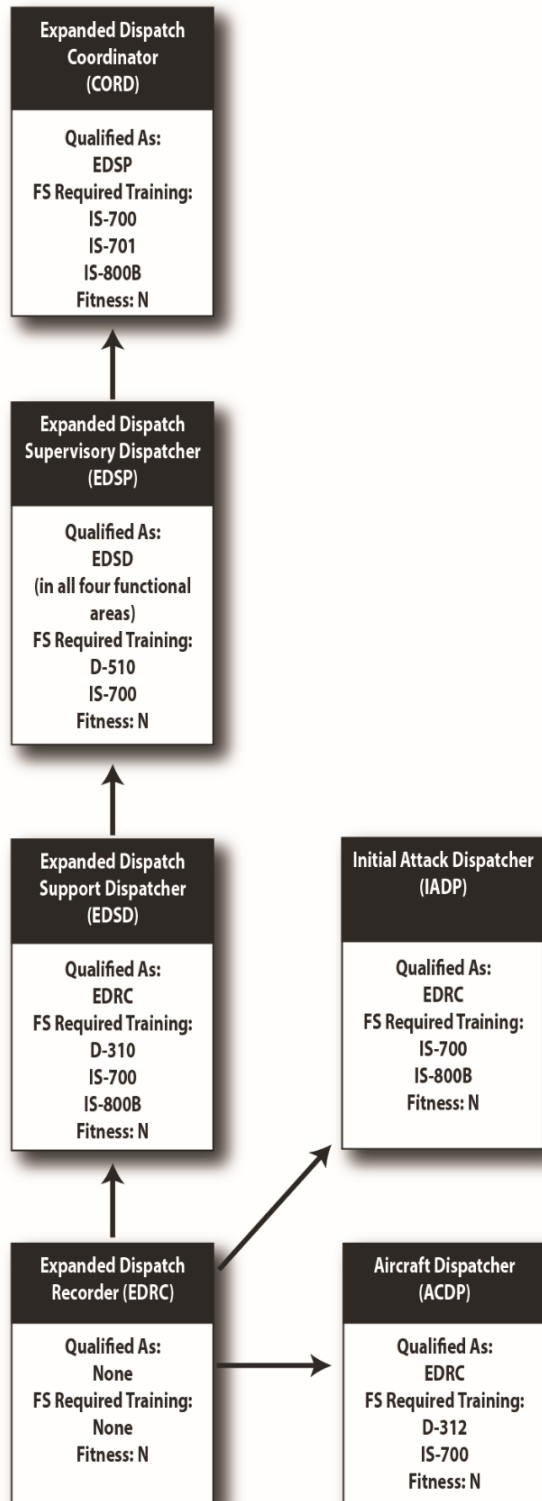 Expanded Dispatch
Coordinator
(CORD)
Qualified As:
EDSP
FS Required Training:
IS-700
IS-701
IS-800B
Fitness: N
Expanded Dispatch
Supervisory Dispatcher
(EDSP)
Qualified As:
EDSD
(in all four functional
areas)
FS Required Training:
D-510
IS-700
Fitness: N
Expanded Dispatch
Support Dispatcher
(EDSD)
Qualified As:
EDRC
FS Required Training:
D-310
IS-700
IS-800B
Fitness: N
Initial Attack Dispatcher
(IADP)
Qualified As:
EDRC
FS Required Training:
IS-700
IS-800B
Fitness: N
Expanded Dispatch
Recorder (EDRC)
Qualified As:
None
FS Required Training:
None
Fitness: N
Aircraft Dispatcher
(ACDP)
Qualified As:
EDRC
FS Required Training:
D-312
IS-700
Fitness: N